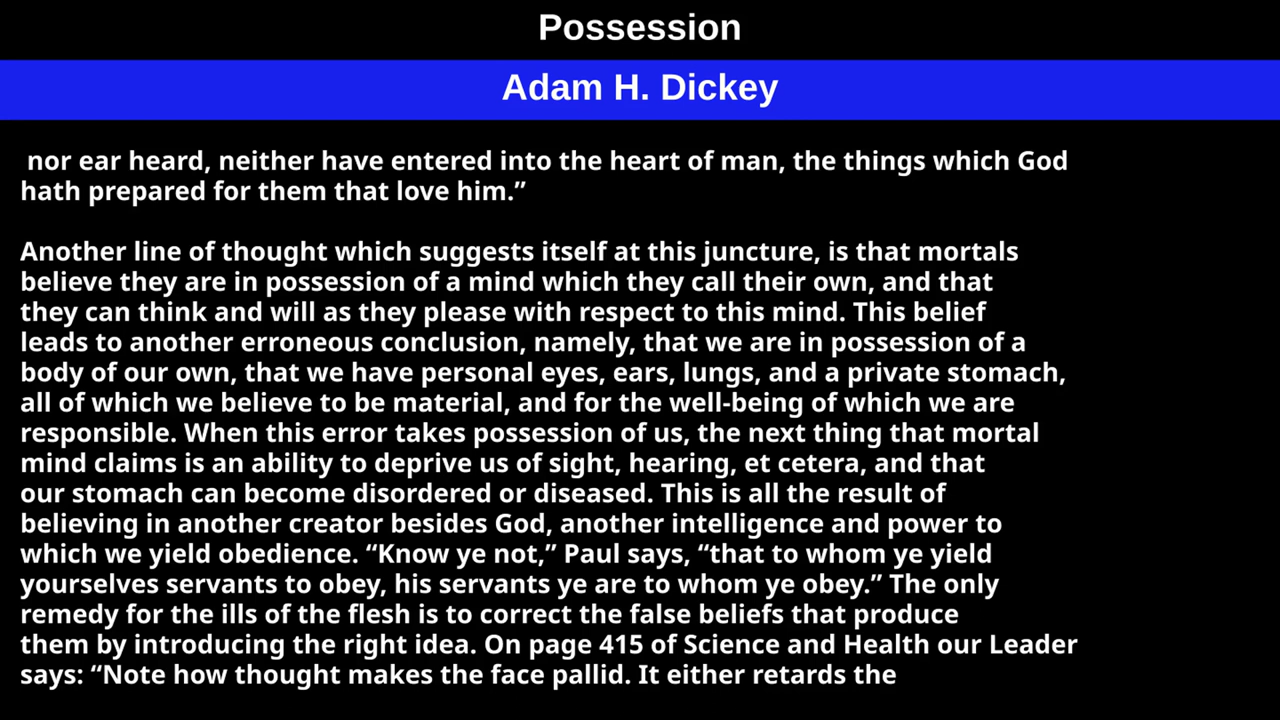 Possession
Adam H. Dickey
nor ear heard, neither have entered into the heart of man, the things which God
hath prepared for them that love him.”
Another line of thought which suggests itself at this juncture, is that mortals
believe they are in possession of a mind which they call their own, and that
they can think and will as they please with respect to this mind. This belief
leads to another erroneous conclusion, namely, that we are in possession of a
body of our own, that we have personal eyes, ears, lungs, and a private stomach,
all of which we believe to be material, and for the well-being of which we are
responsible. When this error takes possession of us, the next thing that mortal
mind claims is an ability to deprive us of sight, hearing, et cetera, and that
our stomach can become disordered or diseased. This is all the result of
believing in another creator besides God, another intelligence and power to
which we yield obedience. “Know ye not,” Paul says, “that to whom ye yield
yourselves servants to obey, his servants ye are to whom ye obey.” The only
remedy for the ills of the flesh is to correct the false beliefs that produce
them by introducing the right idea. On page 415 of Science and Health our Leader
says: “Note how thought makes the face pallid. It either retards the